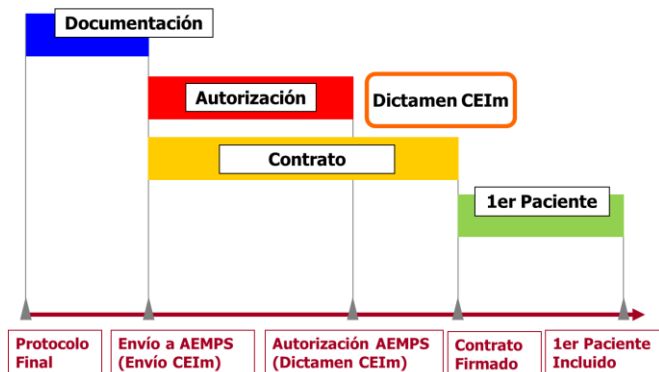 Documentación
Autorización
Dictamen CEIm
Contrato
1er Paciente
Protocolo
Final
Envío a AEMPS
(Envío CEIm)
Autorización AEMPS
(Dictamen CEIm)
Contrato
Firmado
1er Paciente
Incluido